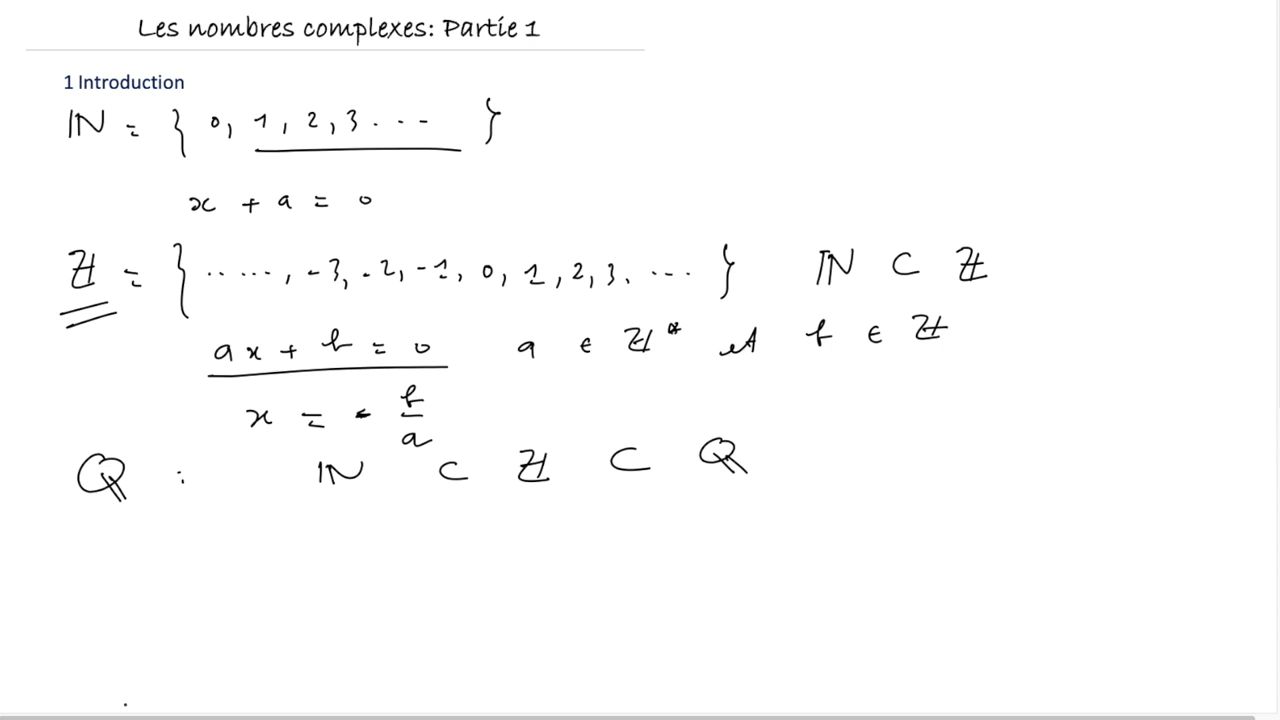 Les nombres complexes: Partie 1
1 Introduction
ℕ = { 0, 1, 2, 3 ... }
x + a = 0
ℤ = { ......, -3, -2, -1, 0, 1, 2, 3. ... } ℕ ⊂ ℤ
ax + b = 0 a ∈ ℤ* et b ∈ ℤ
x = - b/a
ℚ : ℕ ⊂ ℤ ⊂ ℚ